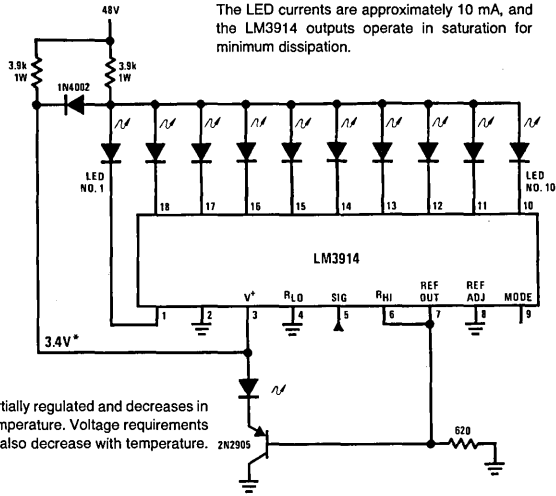 The LED currents are approximately 10 mA, and
the LM3914 outputs operate in saturation for
minimum dissipation.
48V
3.9k
1W
3.9k
1W
1N4002
LED
NO. 1
LED
NO. 10
18
17
16
15
14
13
12
11
10
LM3914
V+
RLO
SIG
RHI
REF
OUT
REF
ADJ
MODE
1
2
3
4
5
6
7
8
9
3.4V*
rtially regulated and decreases in
mperature. Voltage requirements
also decrease with temperature.
2N2905
620